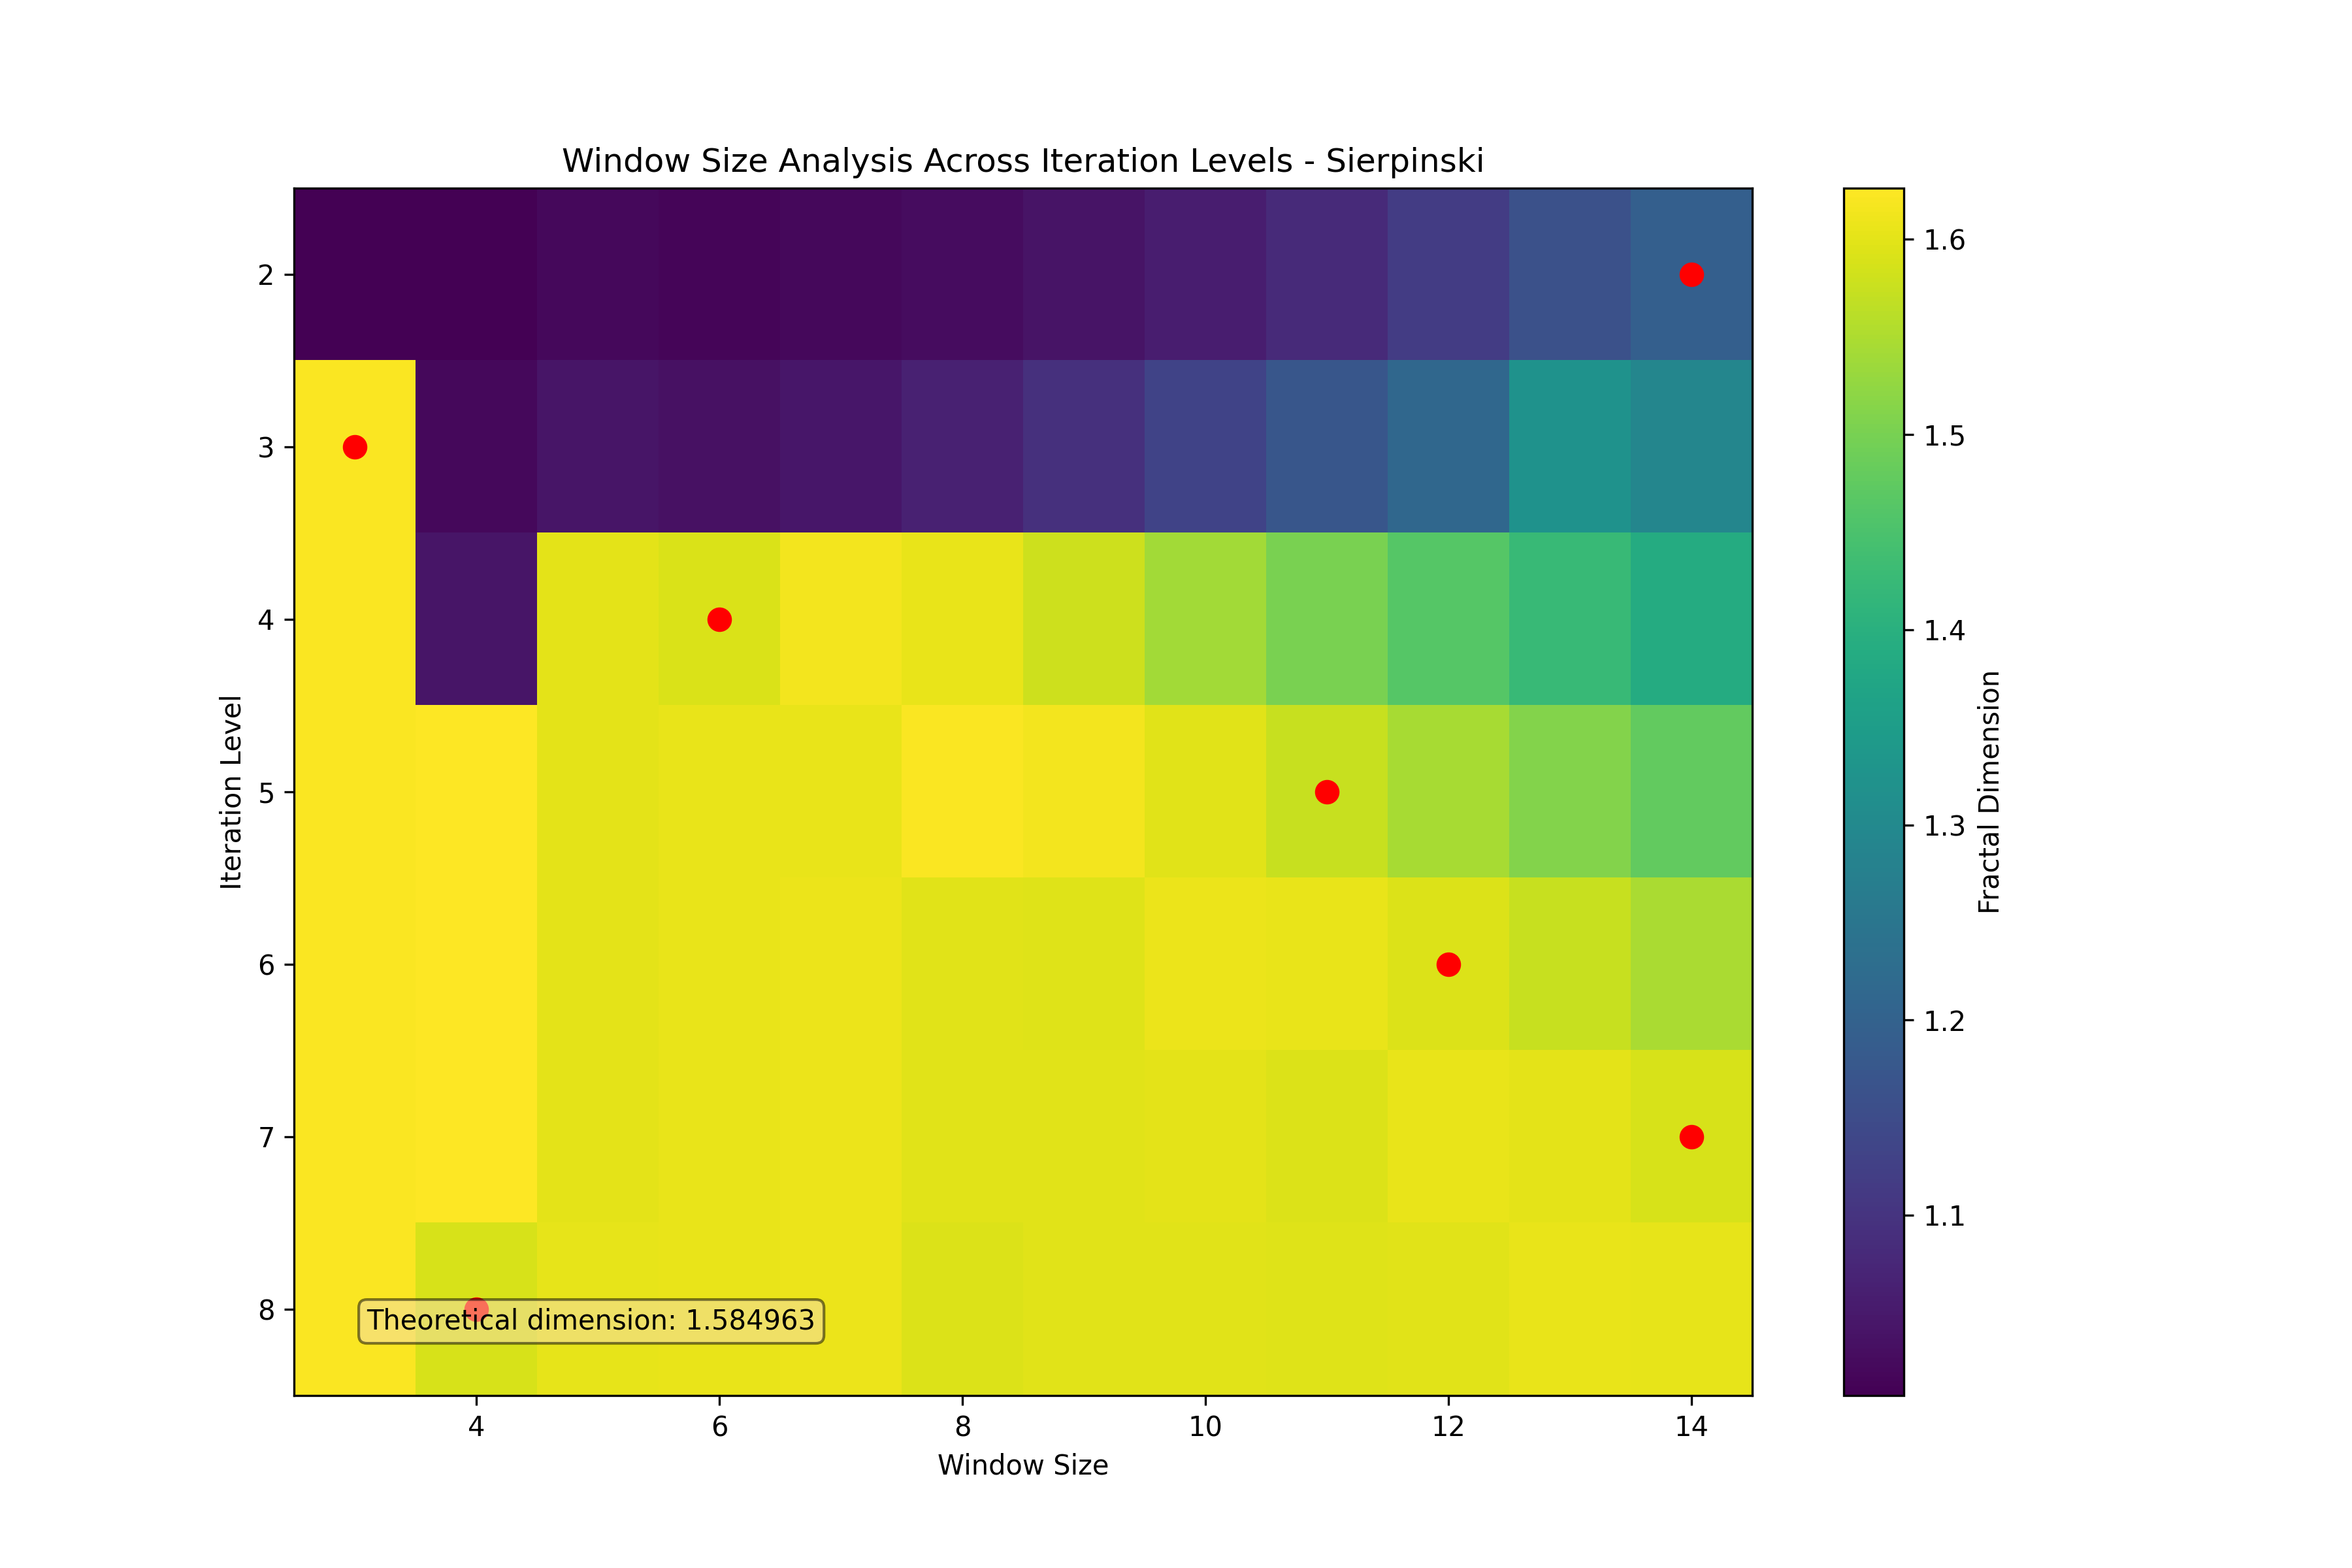 Window Size Analysis Across Iteration Levels - Sierpinski
Iteration Level
2
3
4
5
6
7
8
Theoretical dimension: 1.584963
4 6 8 10 12 14
Window Size
1.6
1.5
1.4
1.3
1.2
1.1
Fractal Dimension